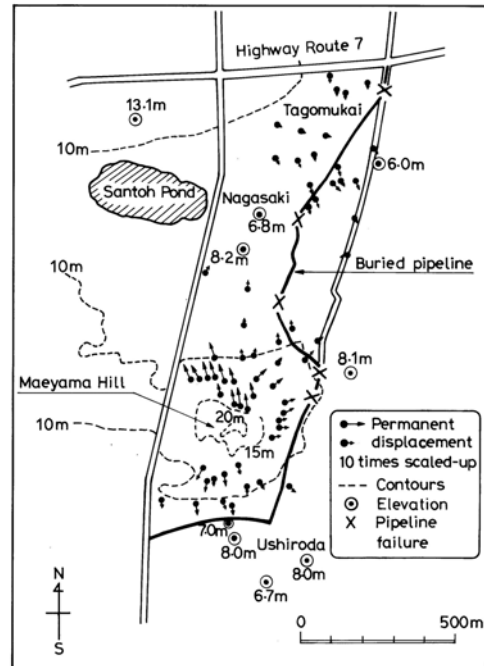 Highway Route 7
13.1m
Tagomukai
10m
6.0m
Santoh Pond
Nagasaki
6.8m
8.2m
10m
Buried pipeline
8.1m
Maeyama Hill
20m
10m
15m
Permanent
displacement
10 times scaled-up
Contours
Elevation
Pipeline
failure
7.0m
8.0m
Ushiroda
8.0m
6.7m
N
S
0 500m